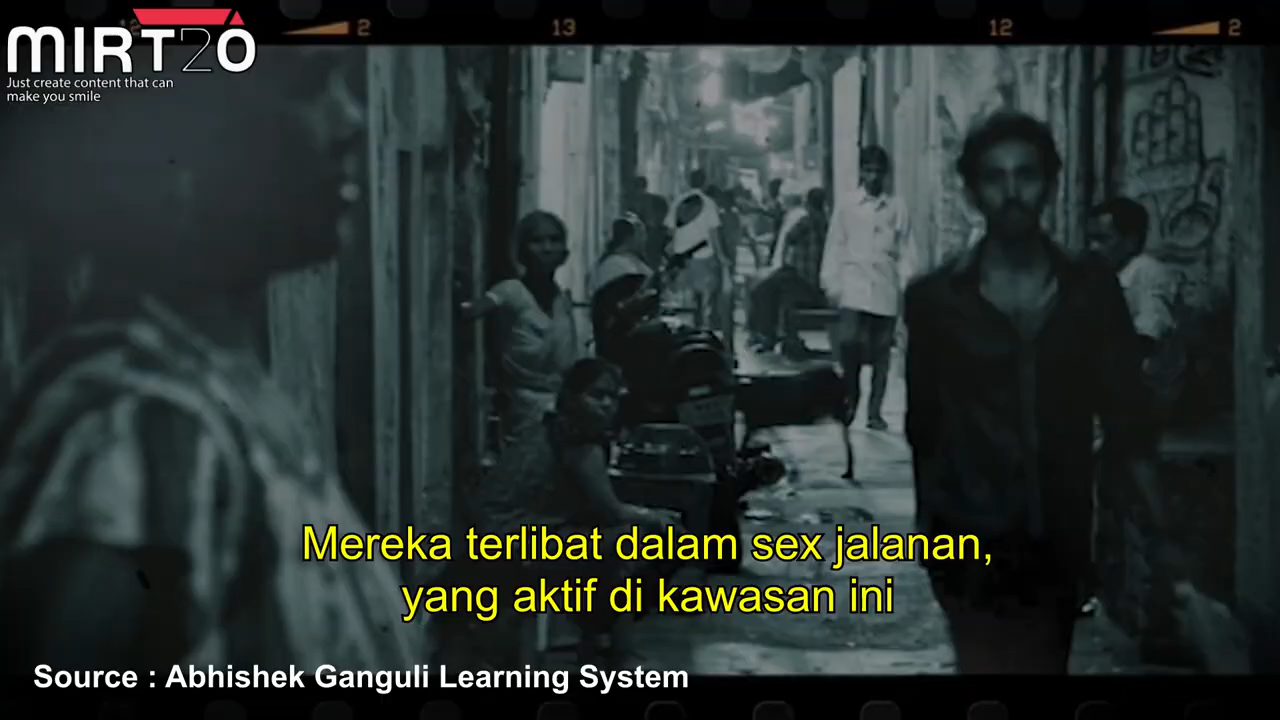 2
13
12
2
MIRT2O
Just create content that can
make you smile
Mereka terlibat dalam sex jalanan,
yang aktif di kawasan ini
Source : Abhishek Ganguli Learning System